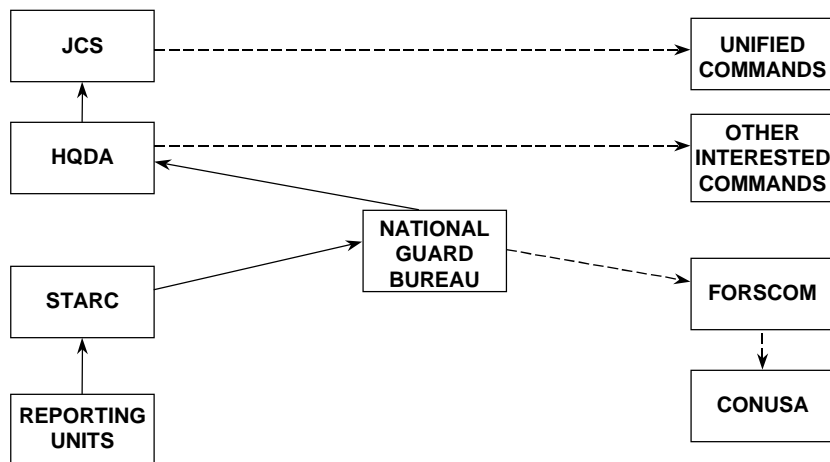 JCS
UNIFIED
COMMANDS
HQDA
OTHER
INTERESTED
COMMANDS
NATIONAL
GUARD
BUREAU
STARC
FORSCOM
REPORTING
UNITS
CONUSA